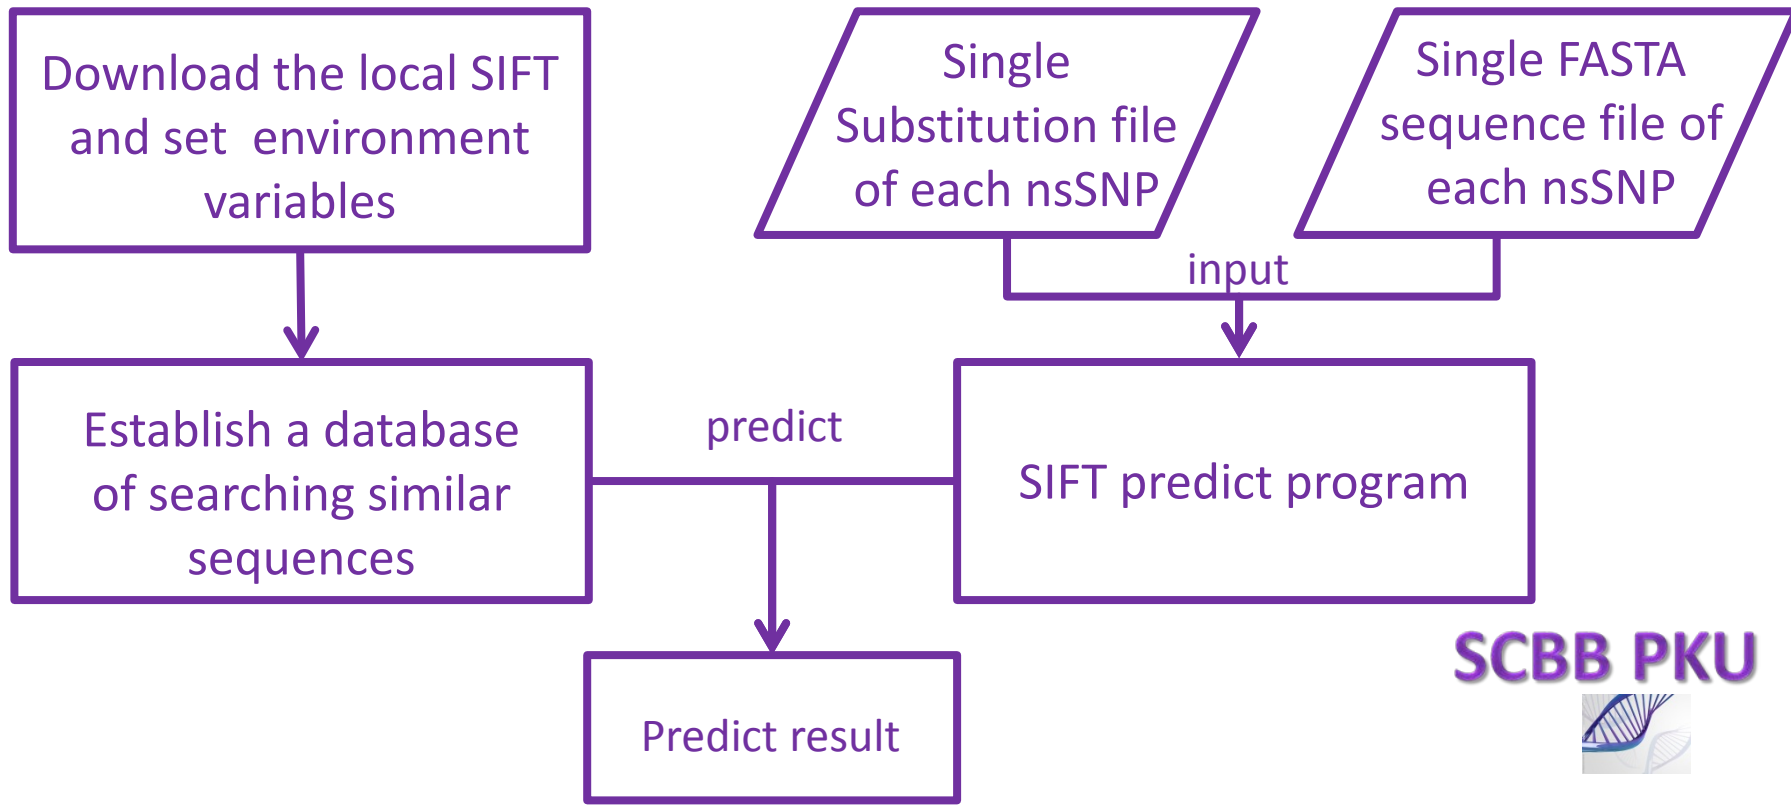 Download the local SIFT
and set environment
variables
Single
Substitution file
of each nsSNP
Single FASTA
sequence file of
each nsSNP
input
Establish a database
of searching similar
sequences
predict
SIFT predict program
Predict result
SCBB PKU